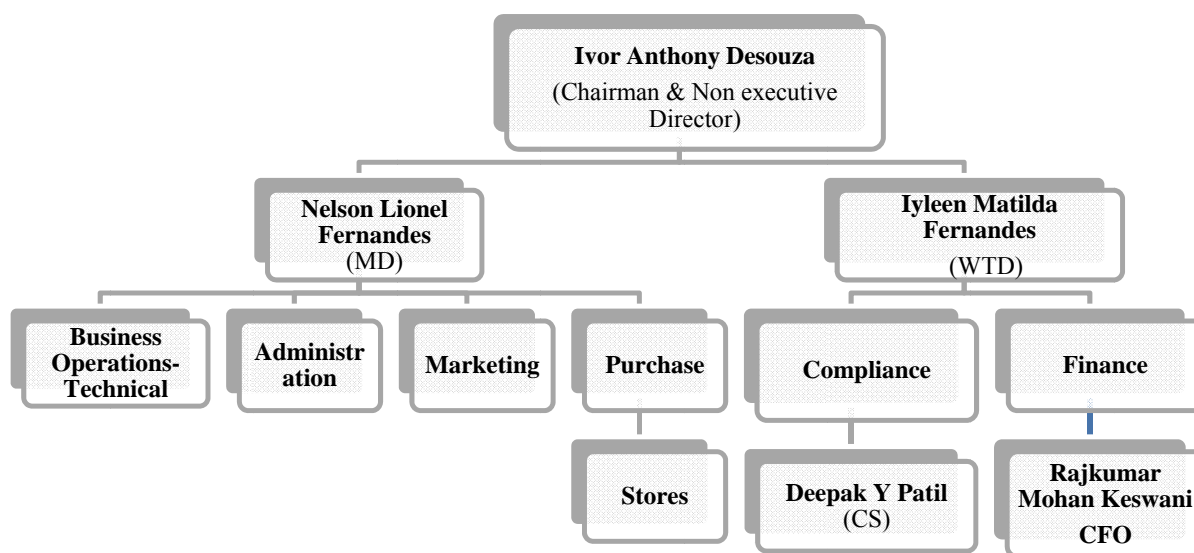 Ivor Anthony Desouza
(Chairman & Non executive
Director)
Nelson Lionel
Fernandes
(MD)
Iyleen Matilda
Fernandes
(WTD)
Business
Operations-
Technical
Administr
ation
Marketing
Purchase
Compliance
Finance
Stores
Deepak Y Patil
(CS)
Rajkumar
Mohan Keswani
CFO